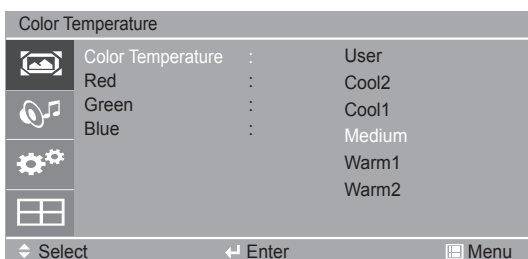 Color Temperature
Color Temperature : User
Red : Cool2
Green : Cool1
Blue : Medium
Warm1
Warm2
Select Enter Menu